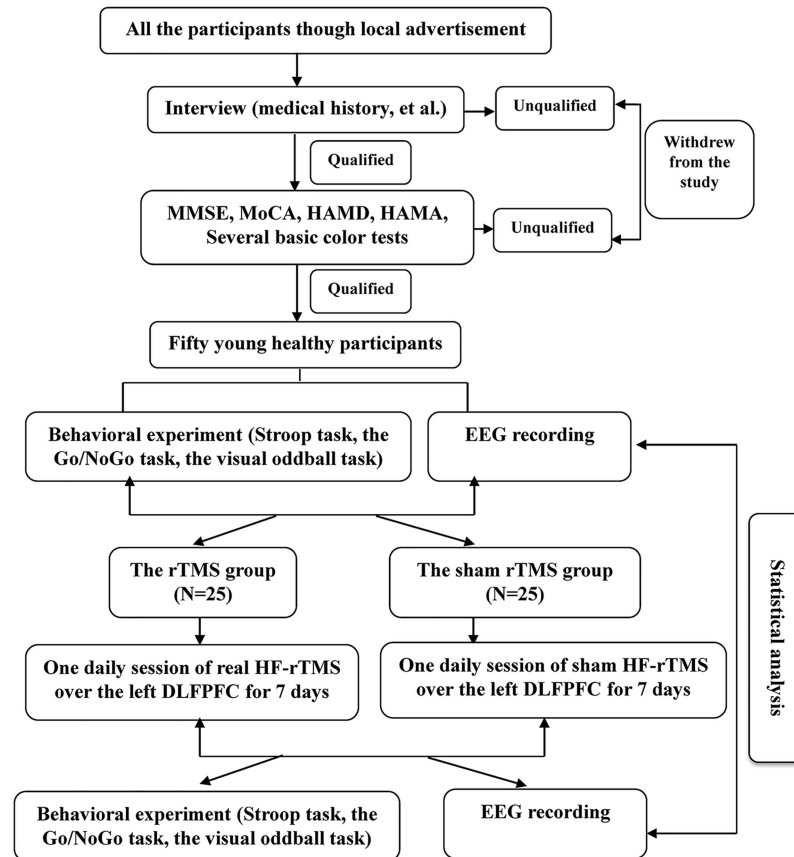 All the participants though local advertisement
Interview (medical history, et al.)
Unqualified
Withdrew
from the
study
Qualified
MMSE, MoCA, HAMD, HAMA,
Several basic color tests
Unqualified
Qualified
Fifty young healthy participants
Behavioral experiment (Stroop task, the
Go/NoGo task, the visual oddball task)
EEG recording
Statistical analysis
The rTMS group
(N=25)
The sham rTMS group
(N=25)
One daily session of real HF-rTMS
over the left DLFPFC for 7 days
One daily session of sham HF-rTMS
over the left DLFPFC for 7 days
Behavioral experiment (Stroop task, the
Go/NoGo task, the visual oddball task)
EEG recording